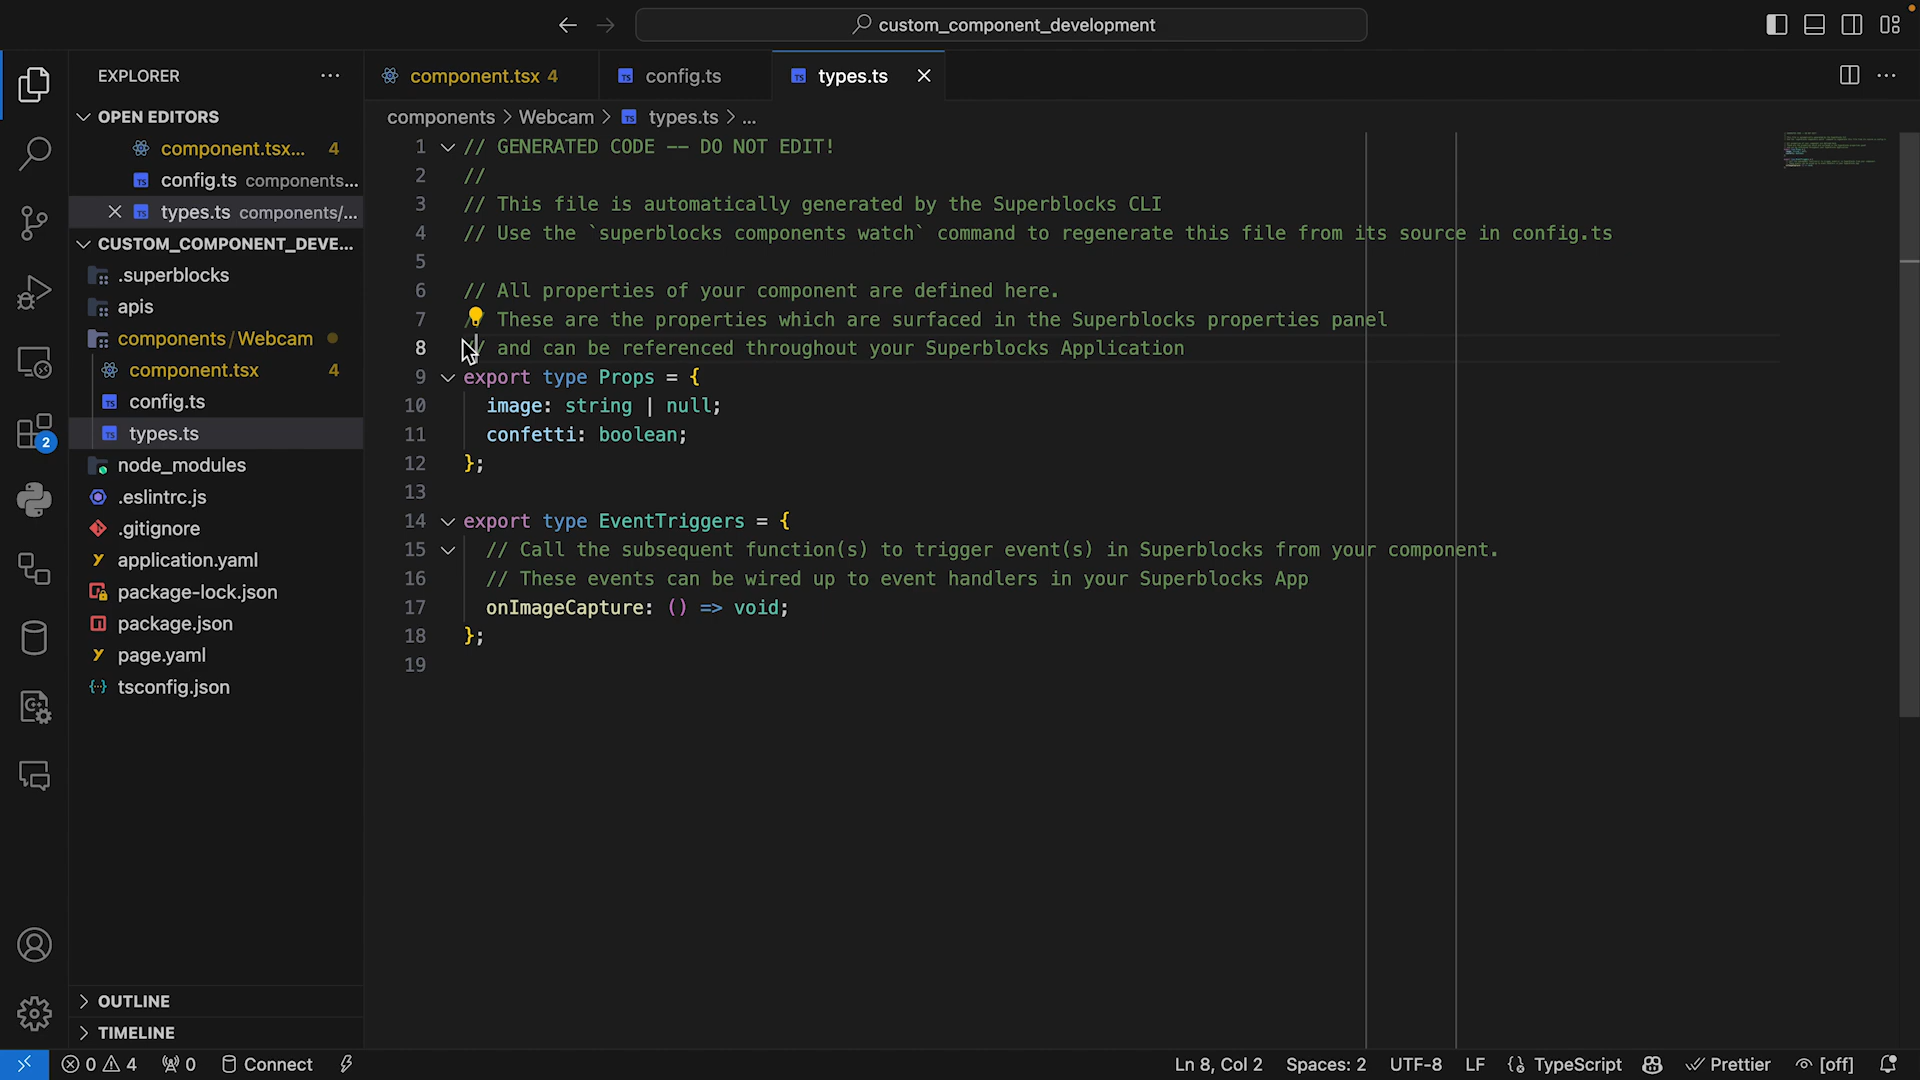 custom_component_development
EXPLORER
component.tsx 4
config.ts
types.ts
OPEN EDITORS
component.tsx... 4
config.ts components...
types.ts components/...
CUSTOM_COMPONENT_DEVE...
.superblocks
apis
components/Webcam
component.tsx 4
config.ts
types.ts
node_modules
.eslintrc.js
.gitignore
application.yaml
package-lock.json
package.json
page.yaml
tsconfig.json
OUTLINE
TIMELINE
2
components > Webcam > types.ts > ...
1 // GENERATED CODE -- DO NOT EDIT!
2 //
3 // This file is automatically generated by the Superblocks CLI
4 // Use the `superblocks components watch` command to regenerate this file from its source in config.ts
5
6 // All properties of your component are defined here.
7 // These are the properties which are surfaced in the Superblocks properties panel
8 // and can be referenced throughout your Superblocks Application
9 export type Props = {
10 image: string | null;
11 confetti: boolean;
12 };
13
14 export type EventTriggers = {
15 // Call the subsequent function(s) to trigger event(s) in Superblocks from your component.
16 // These events can be wired up to event handlers in your Superblocks App
17 onImageCapture: () => void;
18 };
19
0 4 0 Connect
Ln 8, Col 2 Spaces: 2 UTF-8 LF TypeScript Prettier [off]